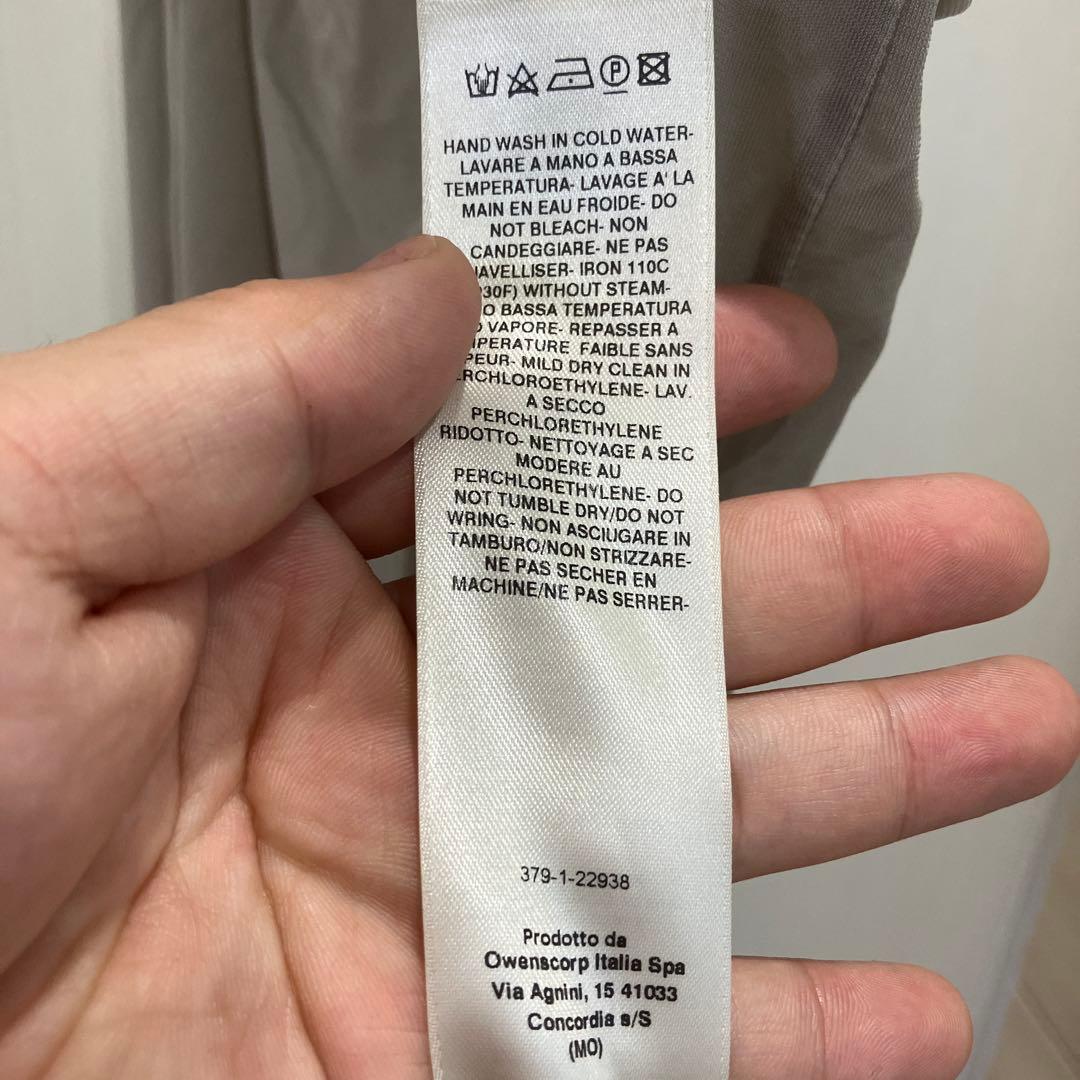 HAND WASH IN COLD WATER-
LAVARE A MANO A BASSA
TEMPERATURA- LAVAGE A' LA
MAIN EN EAU FROIDE- DO
NOT BLEACH- NON
CANDEGGIARE- NE PAS
JAVELLISER- IRON 110C
30F) WITHOUT STEAM-
BASSA TEMPERATURA
VAPORE- REPASSER A
FAIBLE SANS
MILD DRY CLEAN IN
LAV.
A SECCO
PERCHLORETHYLENE
RIDOTTO- NETTOYAGE A SEC
MODERE AU
PERCHLORETHYLENE- DO
NOT TUMBLE DRY/DO NOT
WRING- NON ASCIUGARE IN
TAMBURO/NON STRIZZARE-
NE PAS SECHER EN
MACHINE/NE PAS SERRER-
379-1-22938
Prodotto da
Owenscorp Italia Spa
Via Agnini, 15 41033
Concordia s/S
(MO)